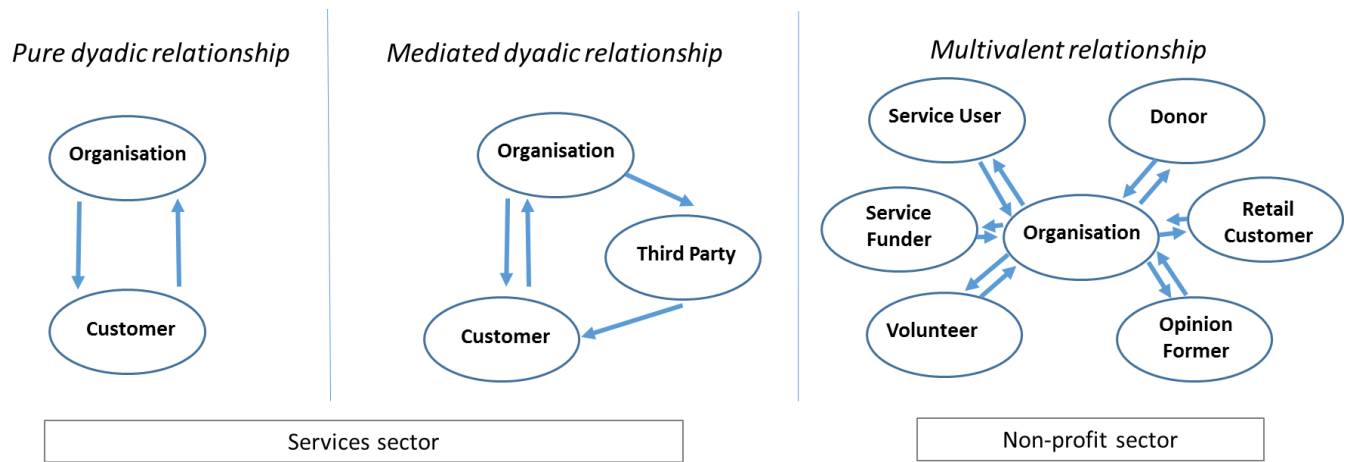 Pure dyadic relationship
Organisation
Customer
Mediated dyadic relationship
Organisation
Third Party
Customer
Multivalent relationship
Service User
Donor
Service
Funder
Organisation
Retail
Customer
Volunteer
Opinion
Former
Services sector
Non-profit sector